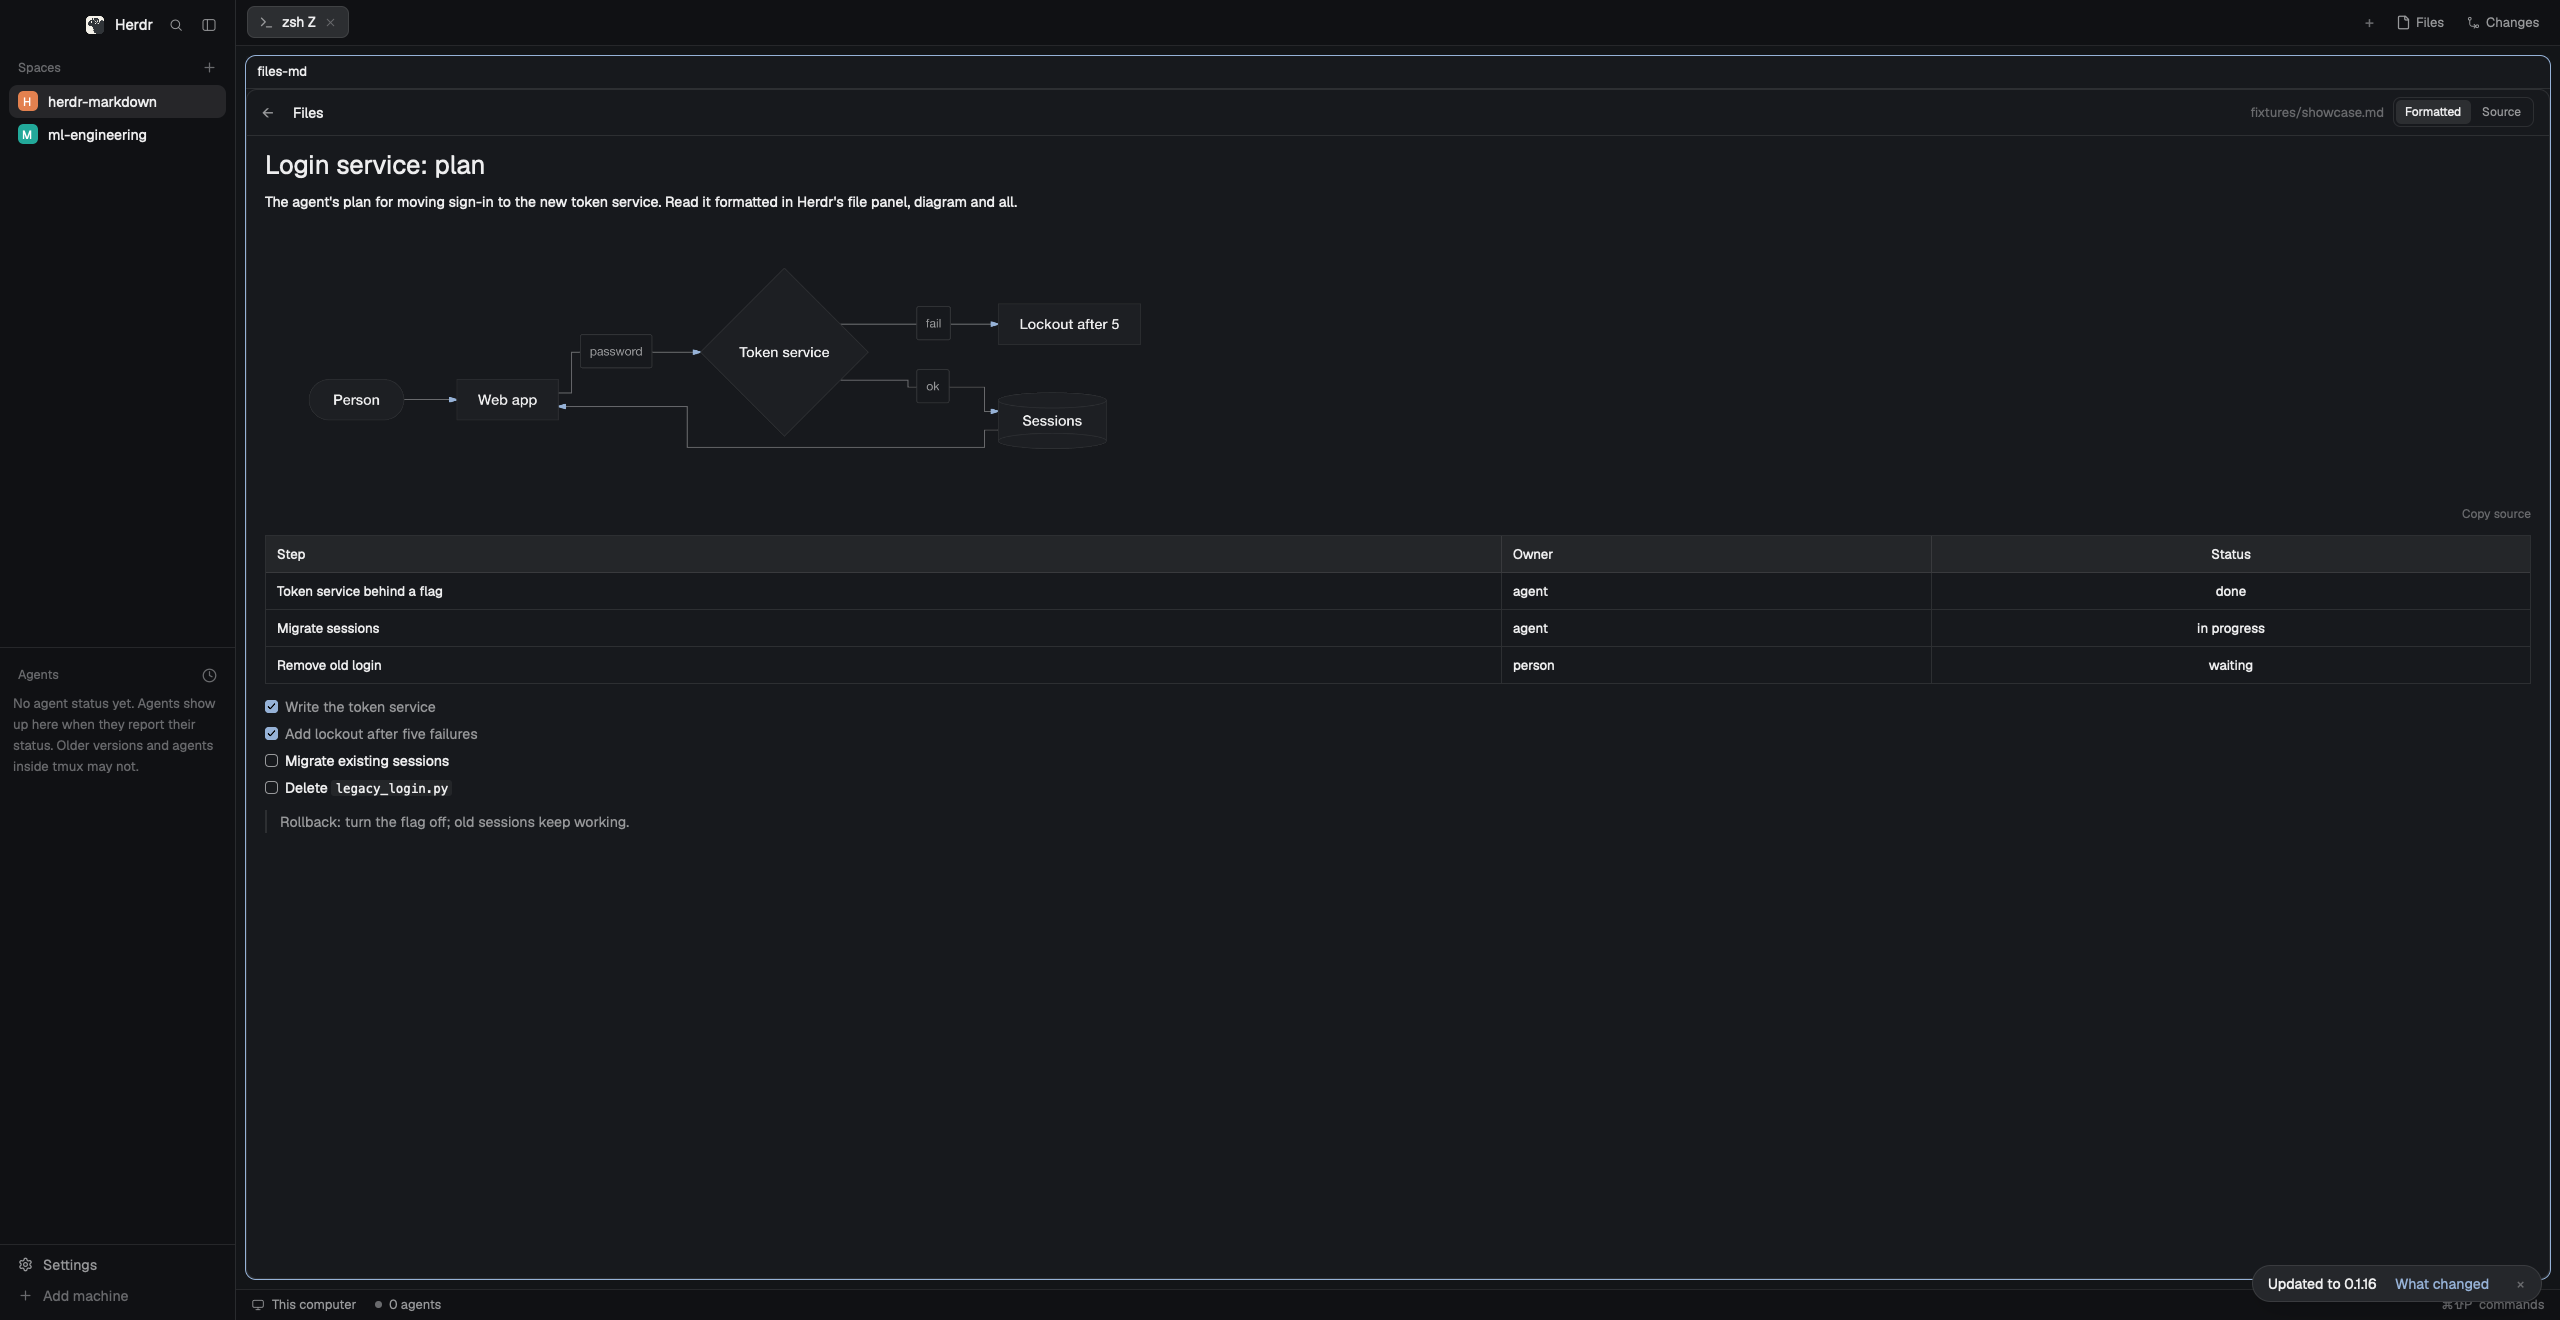 Herdr
zsh Z
Files
Changes
Spaces
H herdr-markdown
M ml-engineering
files-md
Files
fixtures/showcase.md
Formatted
Source
Login service: plan
The agent's plan for moving sign-in to the new token service. Read it formatted in Herdr's file panel, diagram and all.
Person
Web app
password
Token service
fail
Lockout after 5
ok
Sessions
Copy source
Step Owner Status
Token service behind a flag agent done
Migrate sessions agent in progress
Remove old login person waiting
Write the token service
Add lockout after five failures
Migrate existing sessions
Delete legacy_login.py
Rollback: turn the flag off; old sessions keep working.
Agents
No agent status yet. Agents show
up here when they report their
status. Older versions and agents
inside tmux may not.
Settings
Add machine
This computer
0 agents
Updated to 0.1.16 What changed
⌘⇧P commands